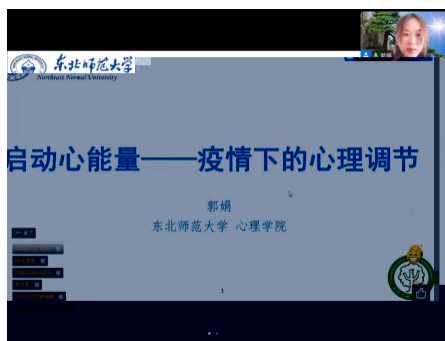 东北师范大学
Northeast Normal University
启动心能量——疫情下的心理调节
郭娟
东北师范大学 心理学院
1